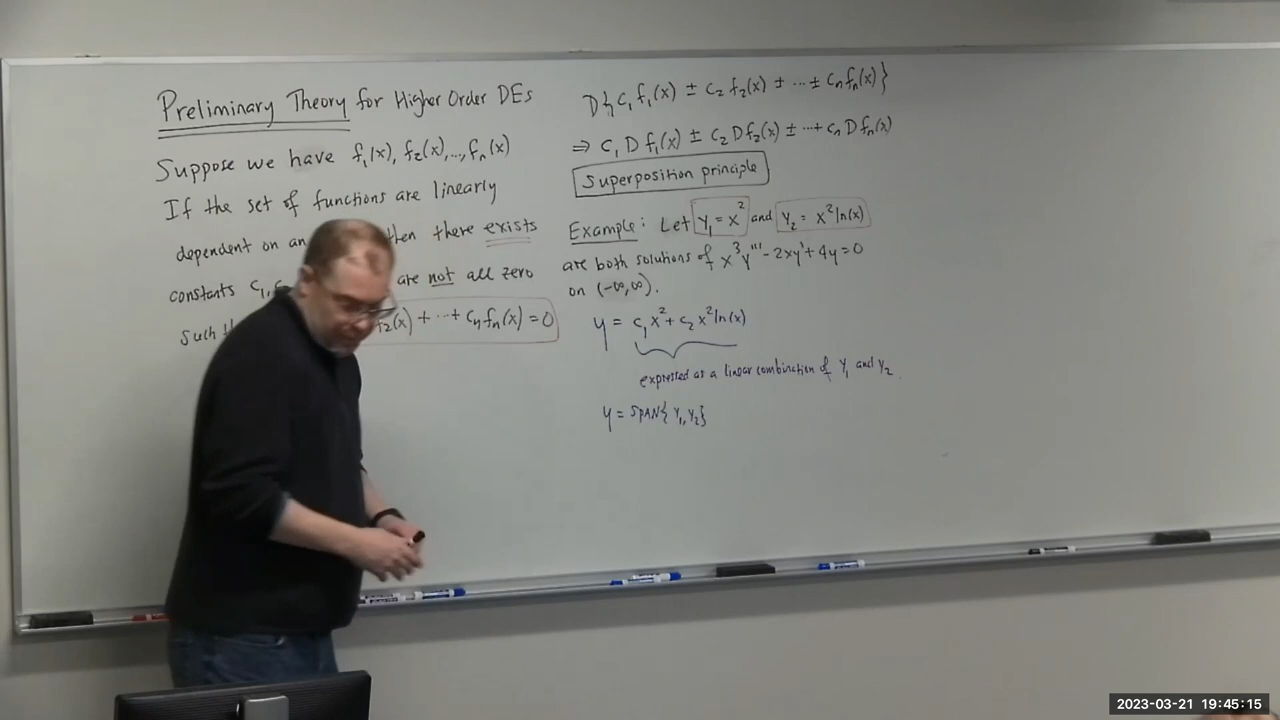 Preliminary Theory for Higher Order DEs
Suppose we have f₁(x), f₂(x),..., fₙ(x)
If the set of functions are linearly
dependent on an then there exists
constants c₁, are not all zero
such f₂(x) + ⋯ + cₙfₙ(x) = 0
D{c₁f₁(x) ± c₂f₂(x) ± ⋯ ± cₙfₙ(x)}
⇒ c₁Df₁(x) ± c₂Df₂(x) ± ⋯ + cₙDfₙ(x)
Superposition principle
Example: Let y₁ = x² and y₂ = x²ln(x)
are both solutions of x³y''' - 2xy' + 4y = 0
on (-∞,∞).
y = c₁x² + c₂x²ln(x)
expressed as a linear combination of y₁ and y₂.
y = SPAN{y₁, y₂}
2023-03-21 19:45:15